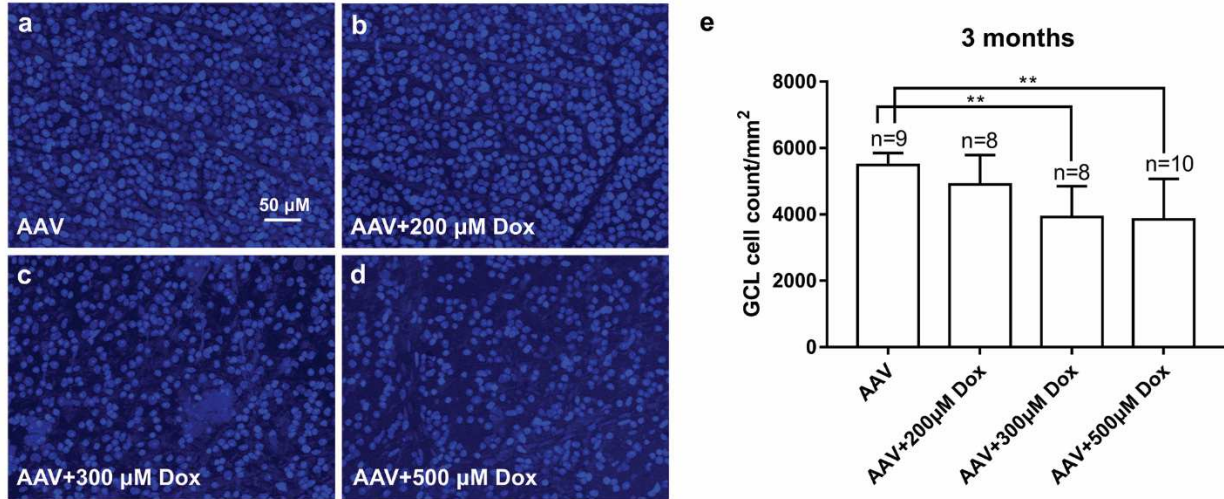 a
AAV
50 µM
b
AAV+200 µM Dox
c
AAV+300 µM Dox
d
AAV+500 µM Dox
e
3 months
GCL cell count/mm²
8000
6000
4000
2000
0
**
**
n=9
n=8
n=8
n=10
AAV
AAV+200µM Dox
AAV+300µM Dox
AAV+500µM Dox